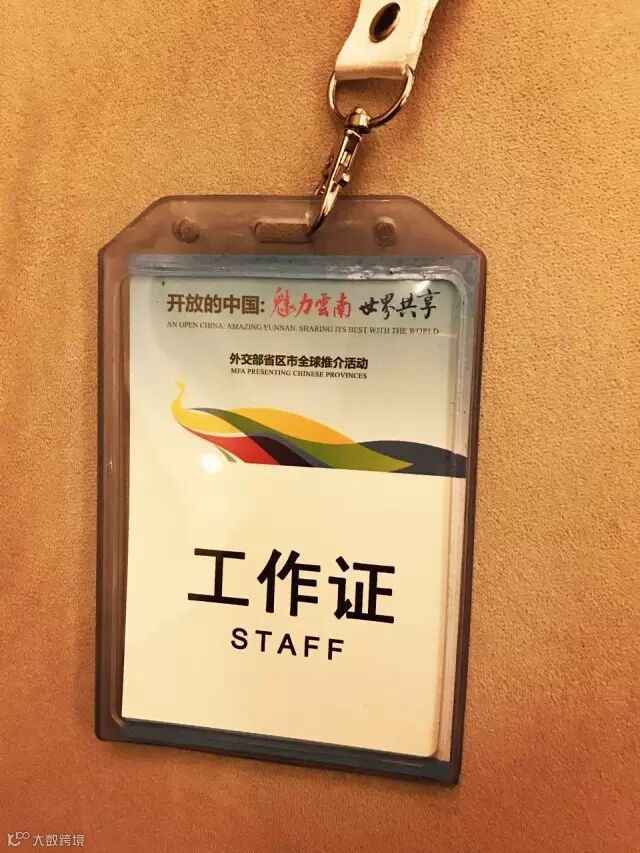 开放的中国:魅力雲南 世界共享
AN OPEN CHINA: AMAZING YUNNAN, SHARING ITS BEST WITH THE WORLD
外交部省区市全球推介活动
MFA PRESENTING CHINESE PROVINCES
工作证
STAFF
大数跨境